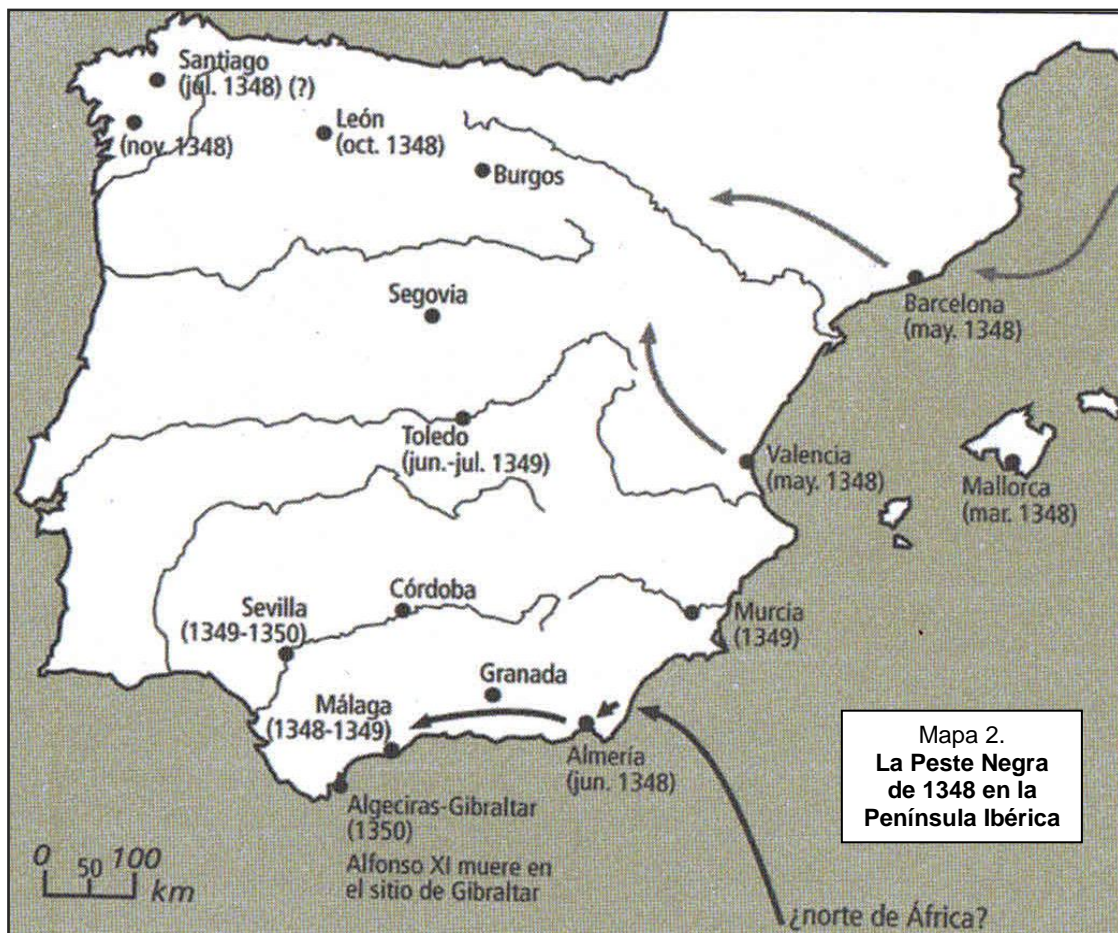 Santiago
(jul. 1348) (?)
(nov. 1348)
León
(oct. 1348)
Burgos
Barcelona
(may. 1348)
Segovia
Toledo
(jun.-jul. 1349)
Valencia
(may. 1348)
Mallorca
(mar. 1348)
Córdoba
Sevilla
(1349-1350)
Murcia
(1349)
Granada
Málaga
(1348-1349)
Almería
(jun. 1348)
Algeciras-Gibraltar
(1350)
Alfonso XI muere en
el sitio de Gibraltar
0 50 100
km
Mapa 2.
La Peste Negra
de 1348 en la
Península Ibérica
¿norte de África?